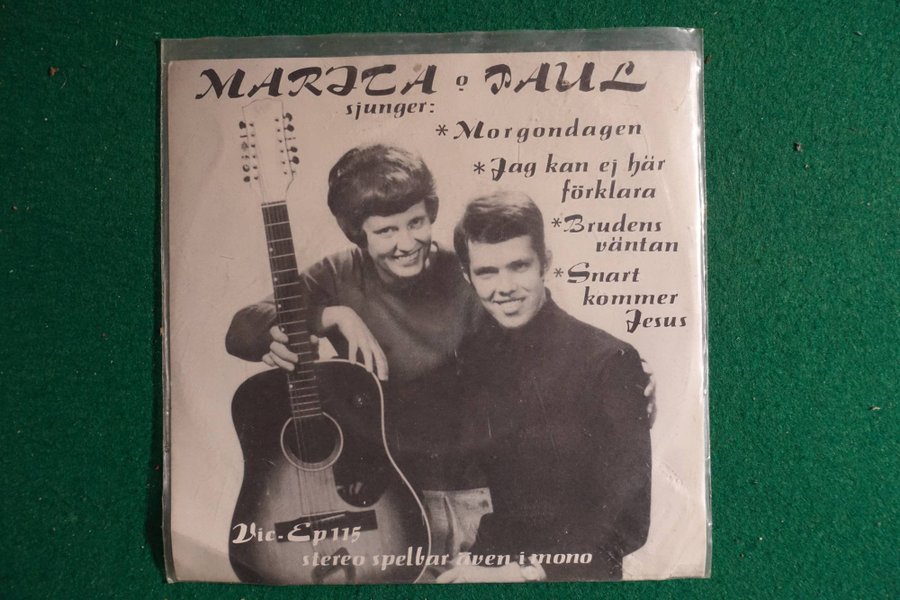 MARITA o PAUL
sjunger:
* Morgondagen
* Jag kan ej här
förklara
* Brudens
väntan
* Snart
kommer
Jesus
Vic-Ep 115
stereo spelbar även i mono